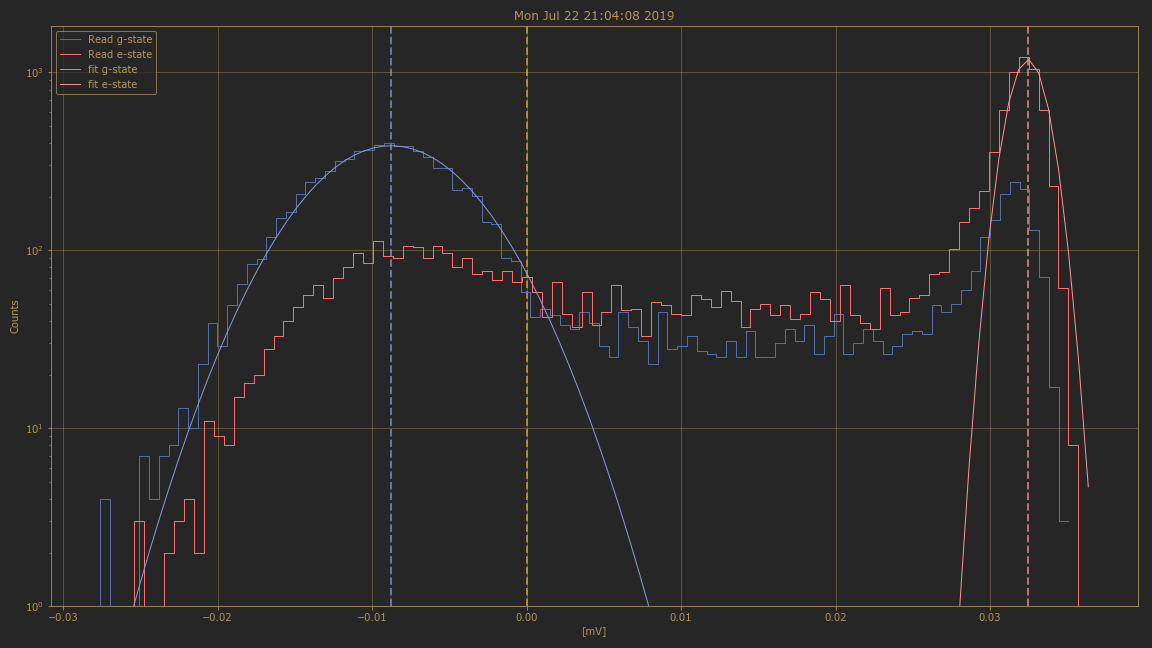 Mon Jul 22 21:04:08 2019
Read g-state
Read e-state
fit g-state
fit e-state
Counts
10³
10²
10¹
10⁰
−0.03 −0.02 −0.01 0.00 0.01 0.02 0.03
[mV]